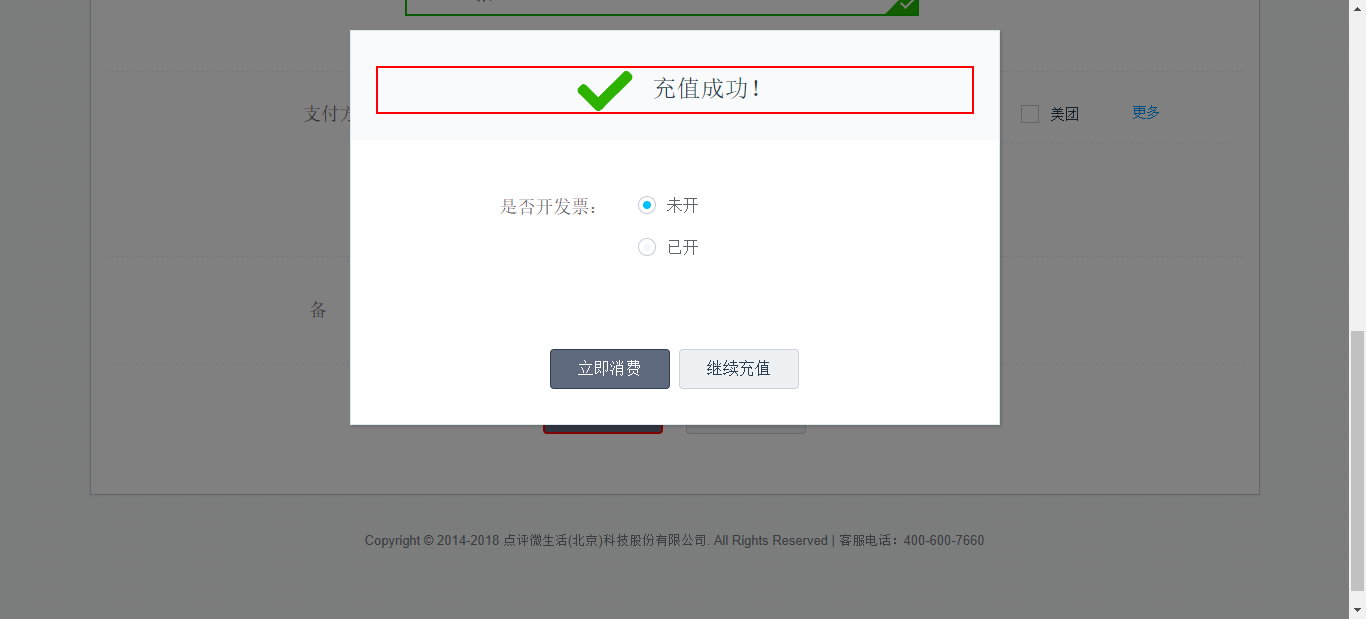 充值成功！
支付方
美团
更多
是否开发票：
未开
已开
备
立即消费
继续充值
Copyright © 2014-2018 点评微生活(北京)科技股份有限公司. All Rights Reserved | 客服电话：400-600-7660